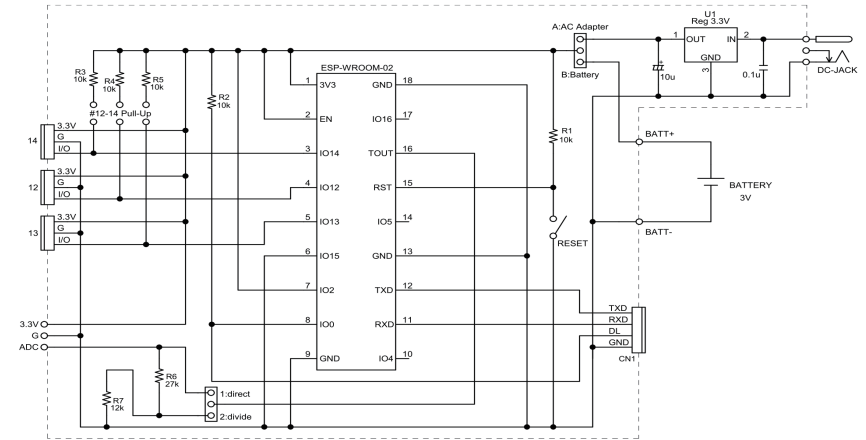 A:AC Adapter
U1
Reg 3.3V
1 OUT IN 2
GND
3
10u
+
0.1u
DC-JACK
B:Battery
ESP-WROOM-02
R3
10k
R4
10k
R5
10k
#12-14 Pull-Up
R2
10k
R1
10k
1 3V3 GND 18
2 EN IO16 17
3 IO14 TOUT 16
4 IO12 RST 15
5 IO13 IO5 14
6 IO15 GND 13
7 IO2 TXD 12
8 IO0 RXD 11
9 GND IO4 10
14
3.3V
G
I/O
12
3.3V
G
I/O
13
3.3V
G
I/O
RESET
BATT+
BATTERY
3V
BATT-
TXD
RXD
DL
GND
CN1
3.3V
G
ADC
R6
27k
R7
12k
1:direct
2:divide